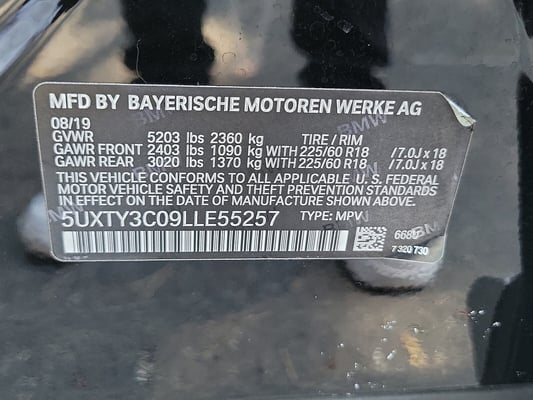 MFD BY BAYERISCHE MOTOREN WERKE AG
08/19
GVWR 5203 lbs 2360 kg TIRE / RIM
GAWR FRONT 2403 lbs 1090 kg WITH 225/60 R18 /7.0J x 18
GAWR REAR 3020 lbs 1370 kg WITH 225/60 R18 /7.0J x 18
THIS VEHICLE CONFORMS TO ALL APPLICABLE U.S. FEDERAL
MOTOR VEHICLE SAFETY AND THEFT PREVENTION STANDARDS
IN EFFECT ON THE DATE OF MANUFACTURE SHOWN ABOVE.
5UXTY3C09LLE55257 TYPE: MPV
7 320 730